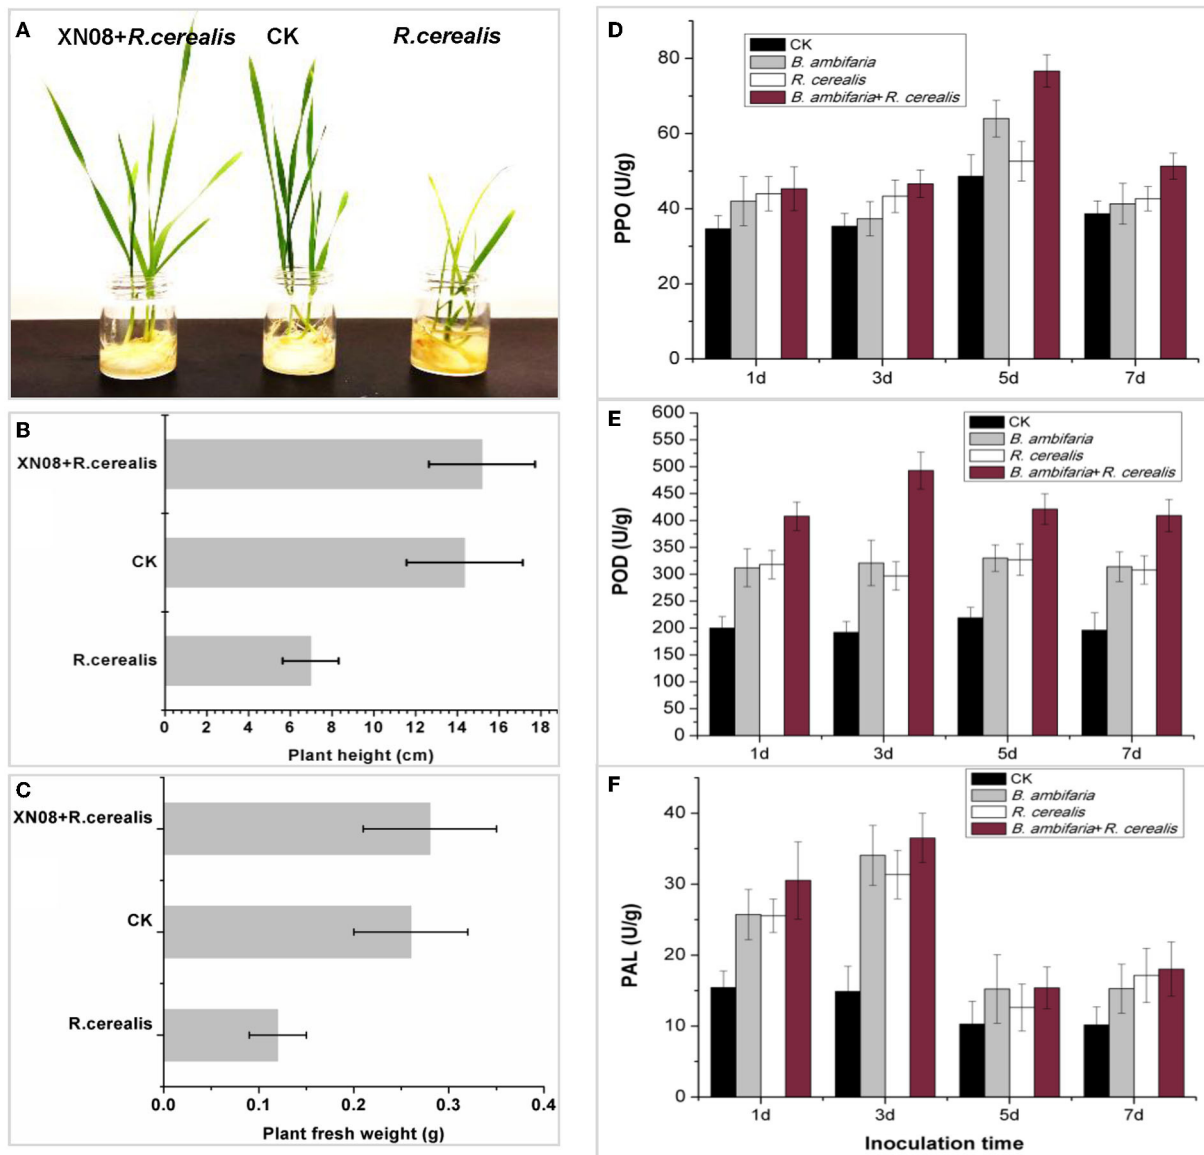 A
XN08+R.cerealis CK R.cerealis
B
XN08+R.cerealis
CK
R.cerealis
0 2 4 6 8 10 12 14 16 18
Plant height (cm)
C
XN08+R.cerealis
CK
R.cerealis
0.0 0.1 0.2 0.3 0.4
Plant fresh weight (g)
D
CK
B. ambifaria
R. cerealis
B. ambifaria+R. cerealis
PPO (U/g)
80
60
40
20
0
1d 3d 5d 7d
E
CK
B. ambifaria
R. cerealis
B. ambifaria+R. cerealis
POD (U/g)
600
550
500
450
400
350
300
250
200
150
100
50
0
1d 3d 5d 7d
F
CK
B. ambifaria
R. cerealis
B. ambifaria+R. cerealis
PAL (U/g)
40
30
20
10
0
1d 3d 5d 7d
Inoculation time